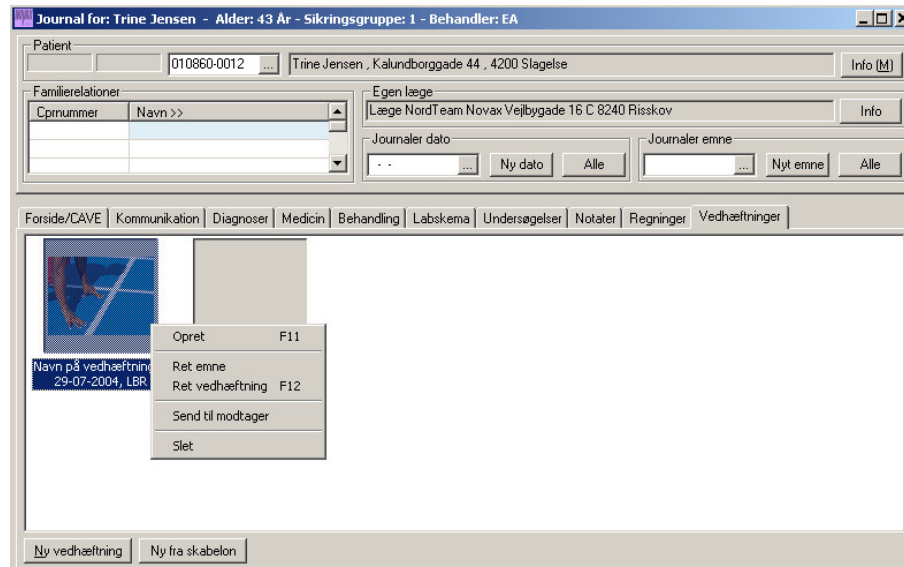 Journal for: Trine Jensen - Alder: 43 År - Sikringsgruppe: 1 - Behandler: EA
Patient
010860-0012 ... Trine Jensen , Kalundborggade 44 , 4200 Slagelse Info (M)
Familierelationer
Cprnummer Navn >>
Egen læge
Læge NordTeam Novax Vejlbygade 16 C 8240 Risskov Info
Journaler dato
- - ... Ny dato Alle
Journaler emne
... Nyt emne Alle
Forside/CAVE Kommunikation Diagnoser Medicin Behandling Labskema Undersøgelser Notater Regninger Vedhæftninger
Navn på vedhæftning
29-07-2004, LBR
Opret F11
Ret emne
Ret vedhæftning F12
Send til modtager
Slet
Ny vedhæftning Ny fra skabelon